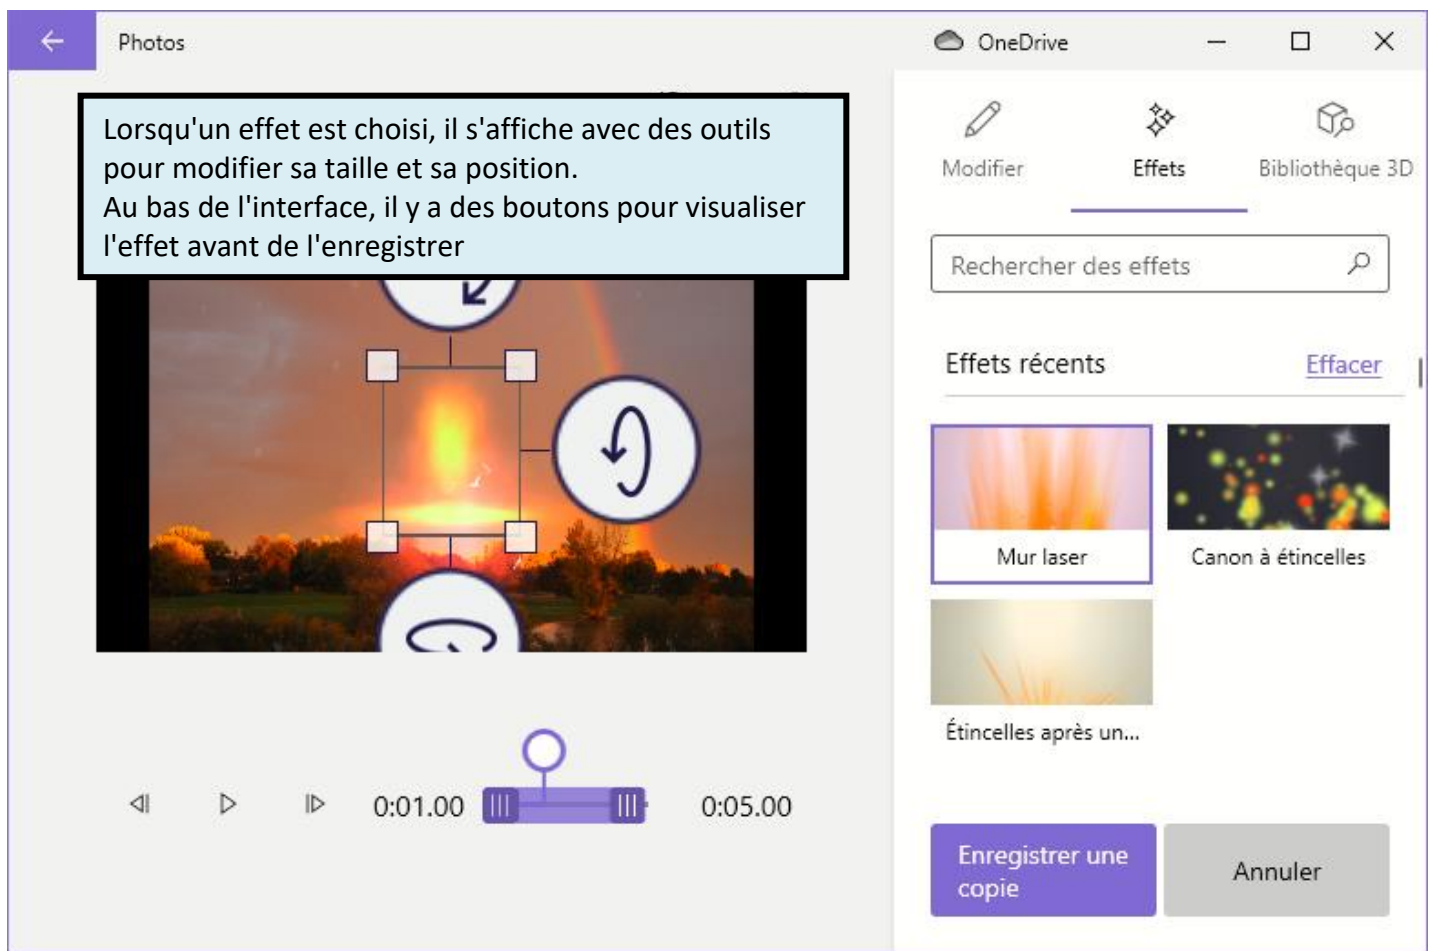 Photos
OneDrive
Lorsqu'un effet est choisi, il s'affiche avec des outils
pour modifier sa taille et sa position.
Au bas de l'interface, il y a des boutons pour visualiser
l'effet avant de l'enregistrer
Modifier
Effets
Bibliothèque 3D
Rechercher des effets
Effets récents
Effacer
Mur laser
Canon à étincelles
Étincelles après un...
0:01.00
0:05.00
Enregistrer une
copie
Annuler